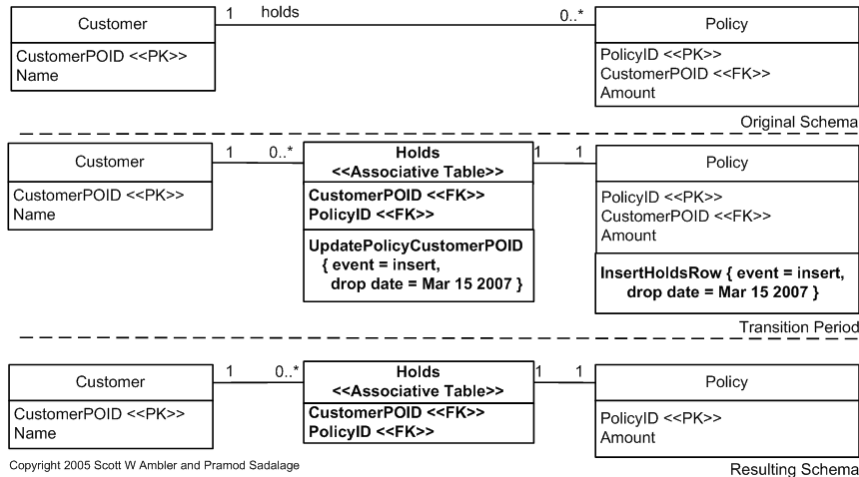 1 holds 0..*
Customer
CustomerPOID <<PK>>
Name
Policy
PolicyID <<PK>>
CustomerPOID <<FK>>
Amount
Original Schema
1 0..* 1 1
Customer
CustomerPOID <<PK>>
Name
Holds
<<Associative Table>>
CustomerPOID <<FK>>
PolicyID <<FK>>
UpdatePolicyCustomerPOID
{ event = insert,
drop date = Mar 15 2007 }
Policy
PolicyID <<PK>>
CustomerPOID <<FK>>
Amount
InsertHoldsRow { event = insert,
drop date = Mar 15 2007 }
Transition Period
1 0..* 1 1
Customer
CustomerPOID <<PK>>
Name
Holds
<<Associative Table>>
CustomerPOID <<FK>>
PolicyID <<FK>>
Policy
PolicyID <<PK>>
Amount
Copyright 2005 Scott W Ambler and Pramod Sadalage
Resulting Schema